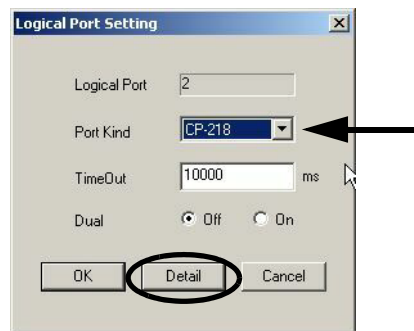 Logical Port Setting
Logical Port 2
Port Kind CP-218
TimeOut 10000 ms
Dual Off On
OK Detail Cancel